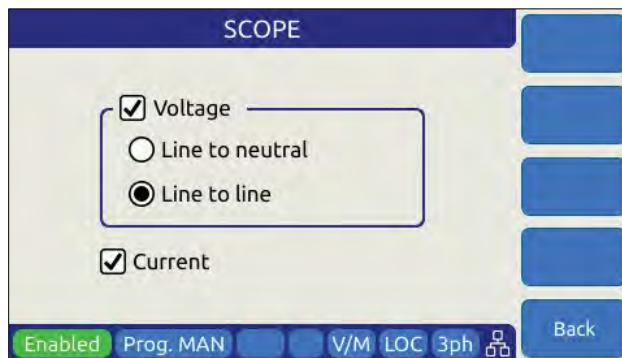 SCOPE
Voltage
Line to neutral
Line to line
Current
Enabled Prog. MAN V/M LOC 3ph
Back